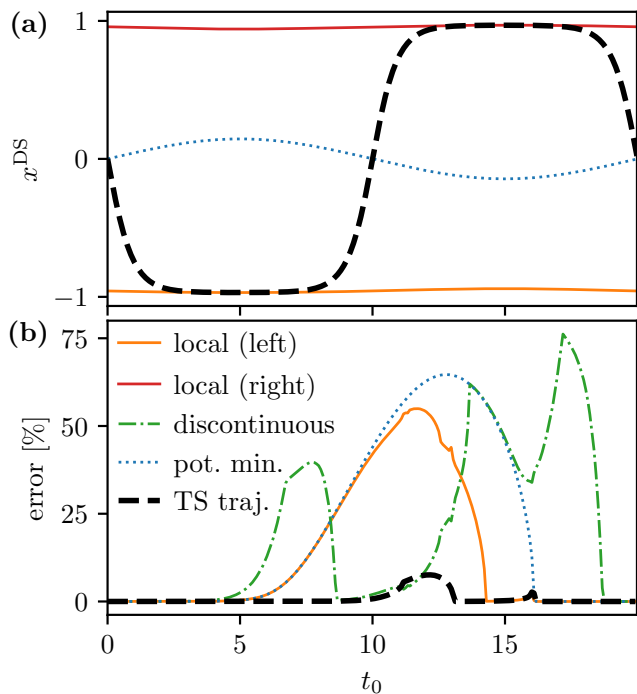 (a)
1
0
−1
x^DS
(b)
75
50
25
0
error [%]
local (left)
local (right)
discontinuous
pot. min.
TS traj.
0 5 10 15
t_0